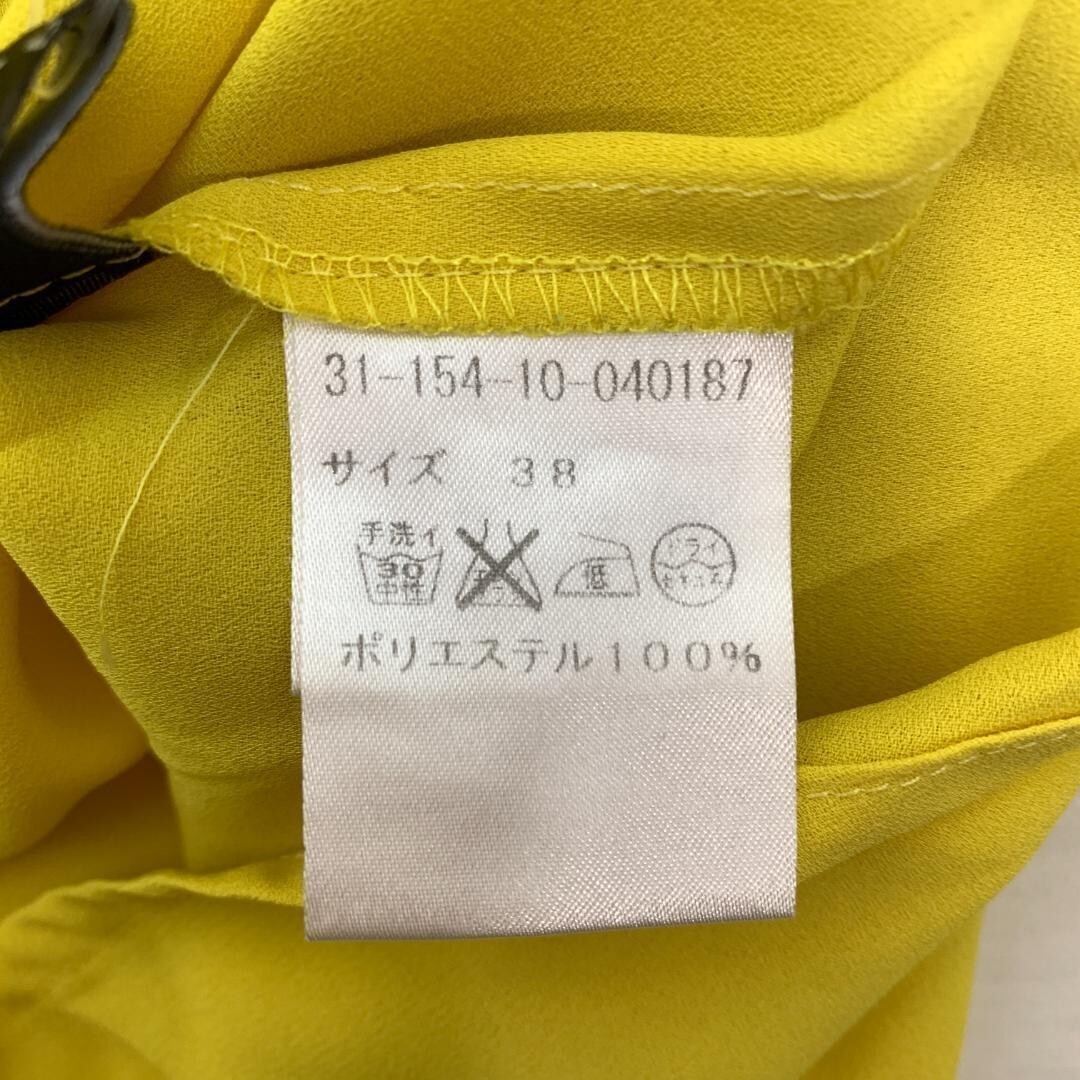 31-154-10-040187
サイズ 38
手洗イ
30
中性
低
ドライ
ポリエステル100%